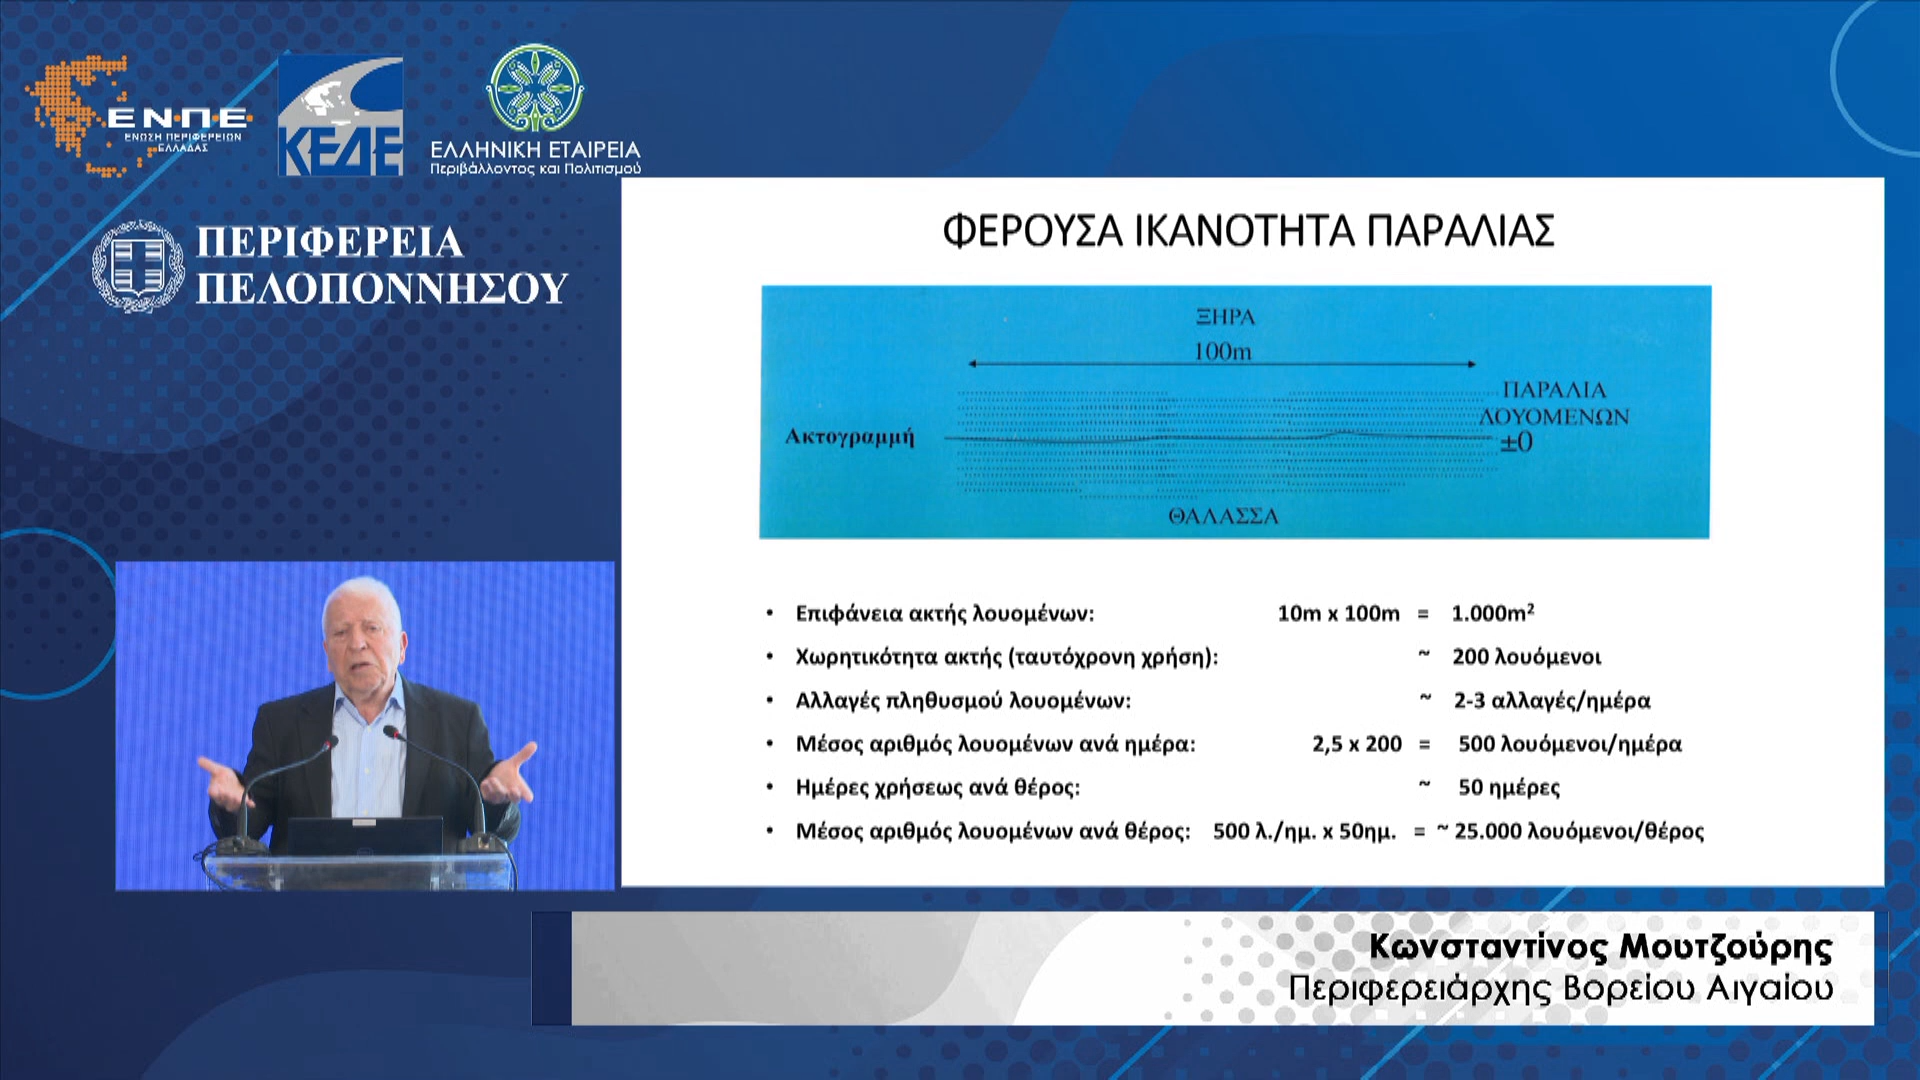 ΕΝ·Π·Ε
ΕΝΩΣΗ ΠΕΡΙΦΕΡΕΙΩΝ
ΕΛΛΑΔΑΣ
ΚΕΔΕ
ΕΛΛΗΝΙΚΗ ΕΤΑΙΡΕΙΑ
Περιβάλλοντος και Πολιτισμού
ΠΕΡΙΦΕΡΕΙΑ
ΠΕΛΟΠΟΝΝΗΣΟΥ
ΦΕΡΟΥΣΑ ΙΚΑΝΟΤΗΤΑ ΠΑΡΑΛΙΑΣ
ΞΗΡΑ
100m
ΠΑΡΑΛΙΑ
ΛΟΥΟΜΕΝΩΝ
Ακτογραμμή
±0
ΘΑΛΑΣΣΑ
• Επιφάνεια ακτής λουομένων: 10m x 100m = 1.000m²
• Χωρητικότητα ακτής (ταυτόχρονη χρήση): ~ 200 λουόμενοι
• Αλλαγές πληθυσμού λουομένων: ~ 2-3 αλλαγές/ημέρα
• Μέσος αριθμός λουομένων ανά ημέρα: 2,5 x 200 = 500 λουόμενοι/ημέρα
• Ημέρες χρήσεως ανά θέρος: ~ 50 ημέρες
• Μέσος αριθμός λουομένων ανά θέρος: 500 λ./ημ. x 50ημ. = ~ 25.000 λουόμενοι/θέρος
Κωνσταντίνος Μουτζούρης
Περιφερειάρχης Βορείου Αιγαίου